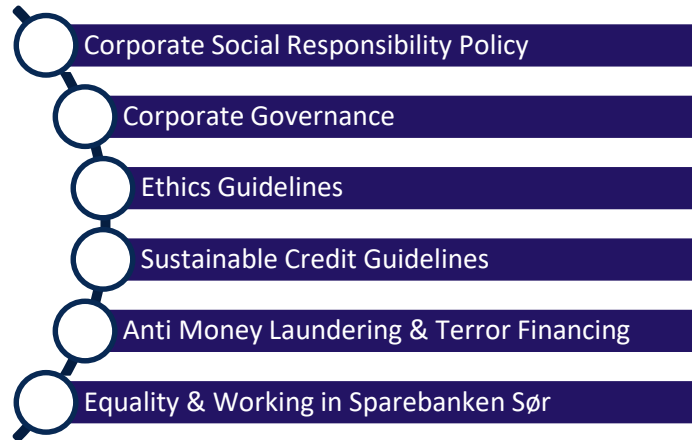 Corporate Social Responsibility Policy
Corporate Governance
Ethics Guidelines
Sustainable Credit Guidelines
Anti Money Laundering & Terror Financing
Equality & Working in Sparebanken Sør